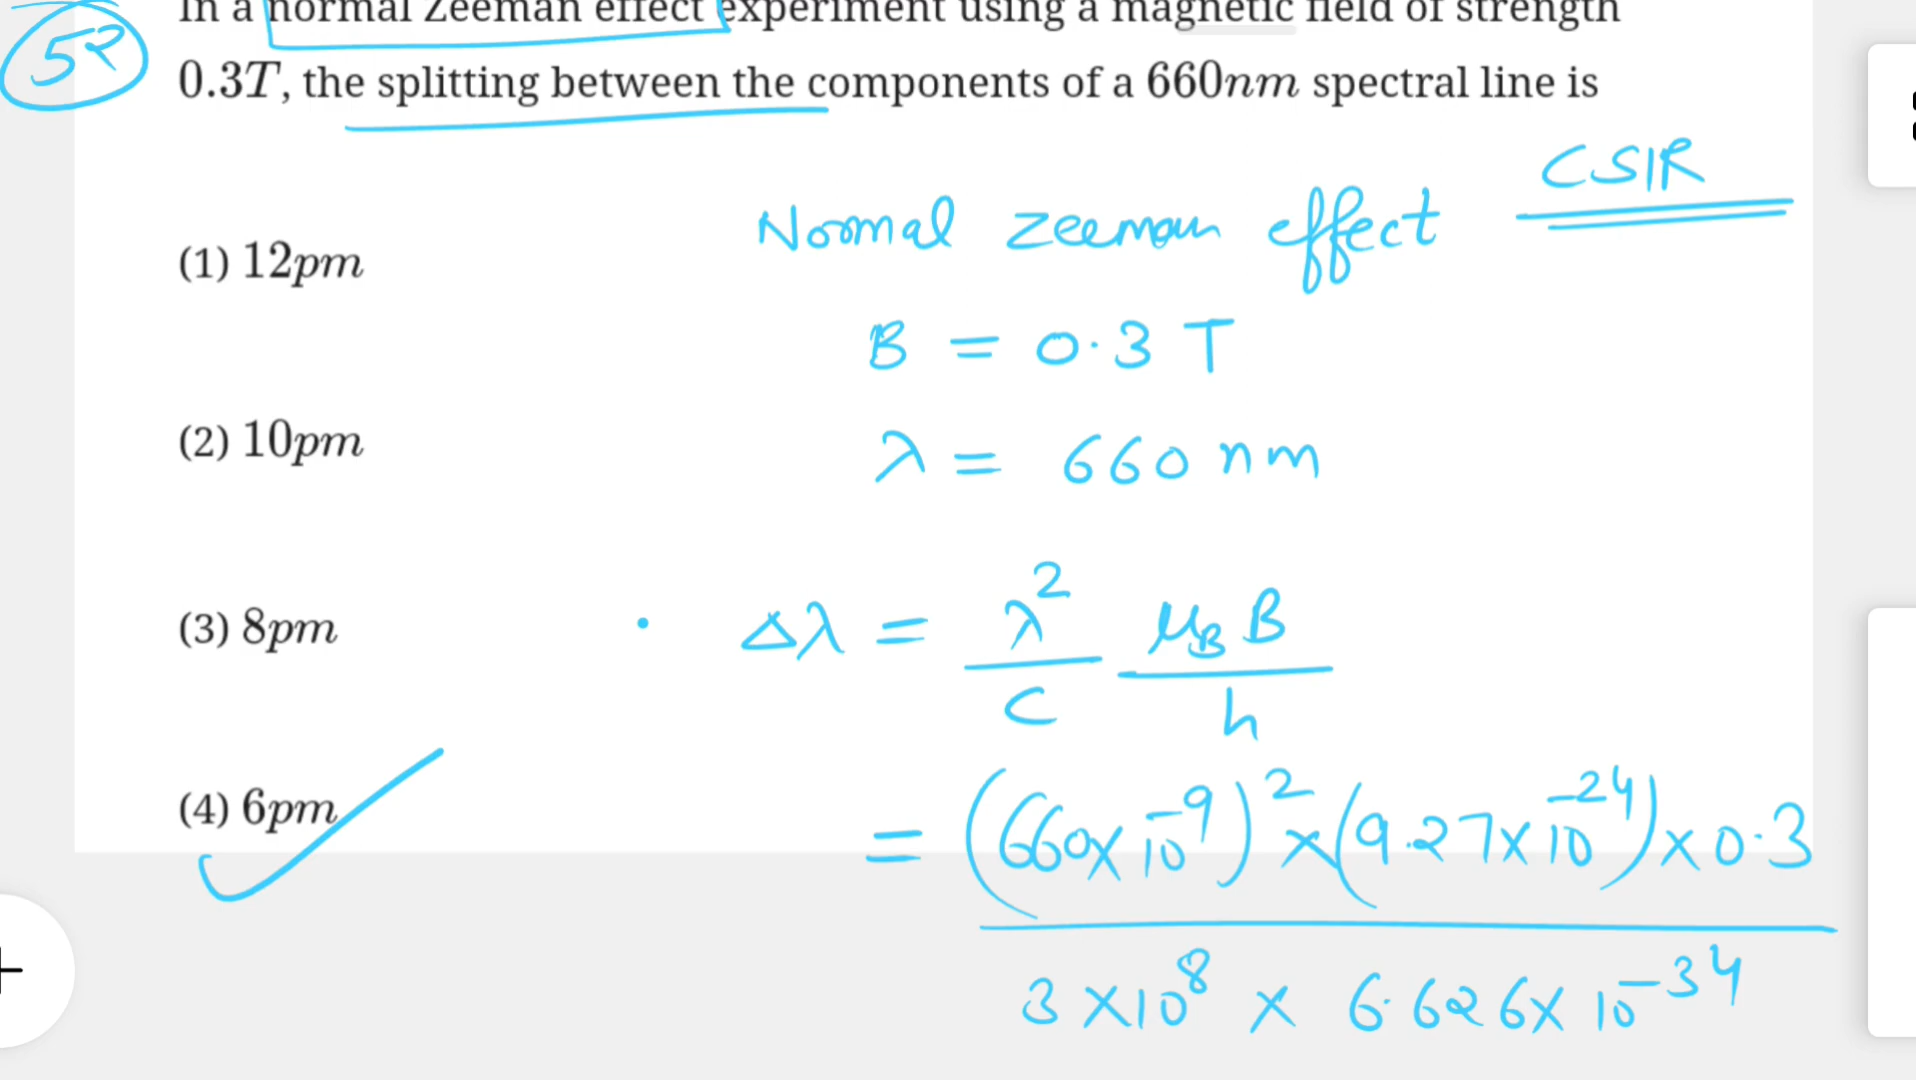 In a normal Zeeman effect experiment using a magnetic field of strength
52
0.3T, the splitting between the components of a 660nm spectral line is
CSIR
Normal zeeman effect
(1) 12pm
B = 0.3 T
(2) 10pm
λ = 660 nm
(3) 8pm
Δλ = λ²/C μ_B B/h
(4) 6pm
= (660×10⁻⁹)² × (9.27×10⁻²⁴) × 0.3
3 ×10⁸ × 6.626× 10⁻³⁴